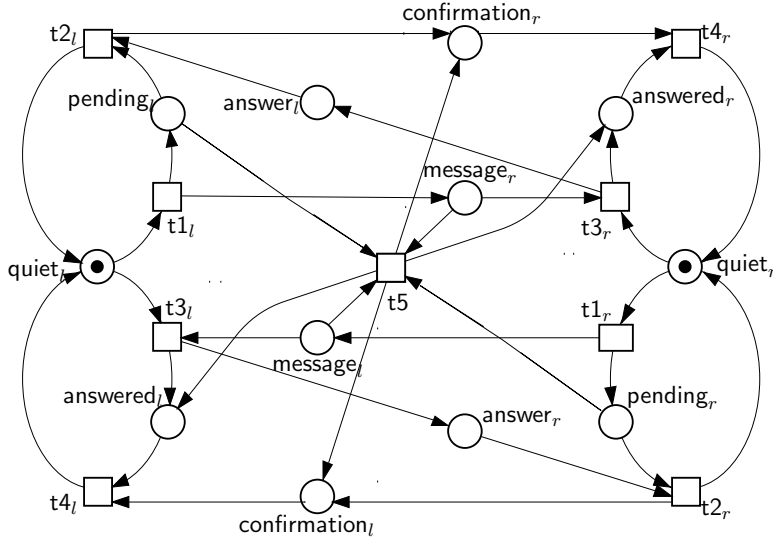 confirmationᵣ
t2ₗ
t4ᵣ
pendingₗ
answerₗ
answeredᵣ
messageᵣ
t1ₗ
t3ᵣ
quietₗ
quietᵣ
t3ₗ
t5
t1ᵣ
messageₗ
answeredₗ
pendingᵣ
answerᵣ
t4ₗ
t2ᵣ
confirmationₗ